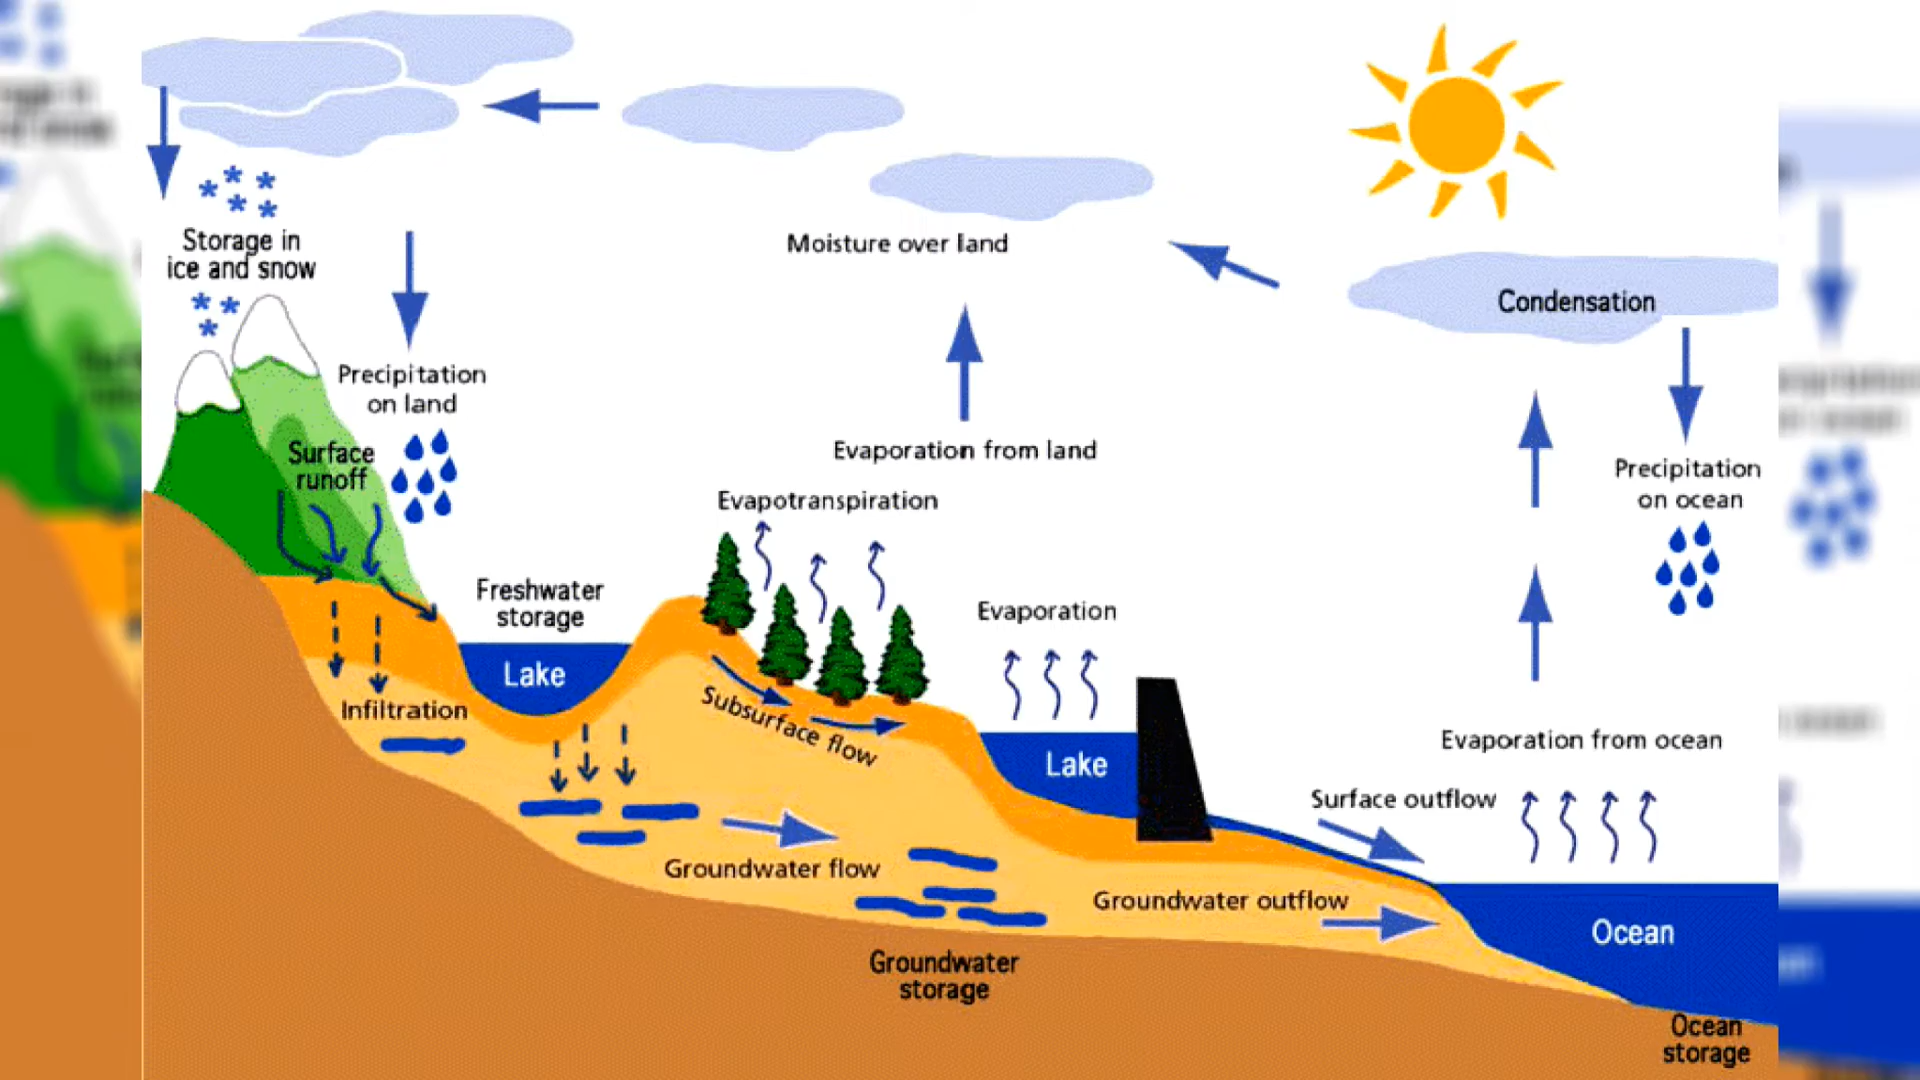 Storage in
ice and snow
Moisture over land
Condensation
Precipitation
on land
Surface
runoff
Evaporation from land
Evapotranspiration
Precipitation
on ocean
Freshwater
storage
Lake
Evaporation
Infiltration
Subsurface flow
Lake
Evaporation from ocean
Surface outflow
Groundwater flow
Groundwater outflow
Ocean
Groundwater
storage
Ocean
storage